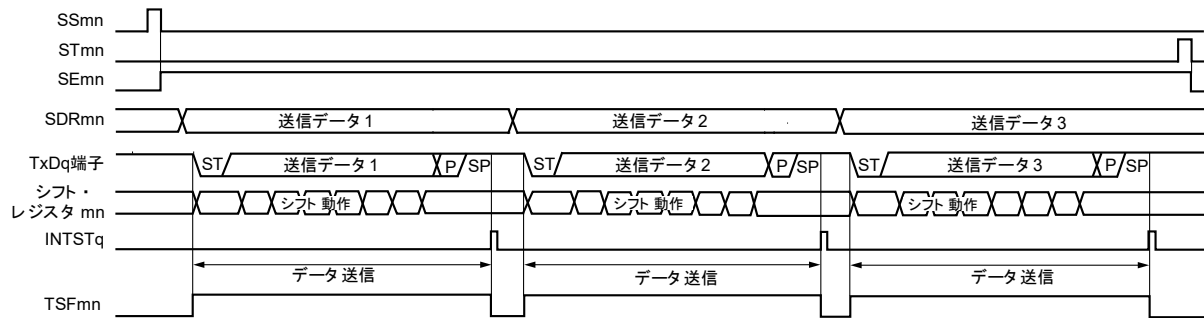 SSmn
STmn
SEmn
SDRmn 送信データ1 送信データ2 送信データ3
TxDq端子 ST 送信データ1 P SP ST 送信データ2 P SP ST 送信データ3 P SP
シフト・
レジスタ mn シフト 動作 シフト 動作 シフト 動作
INTSTq
データ送信 データ送信 データ送信
TSFmn